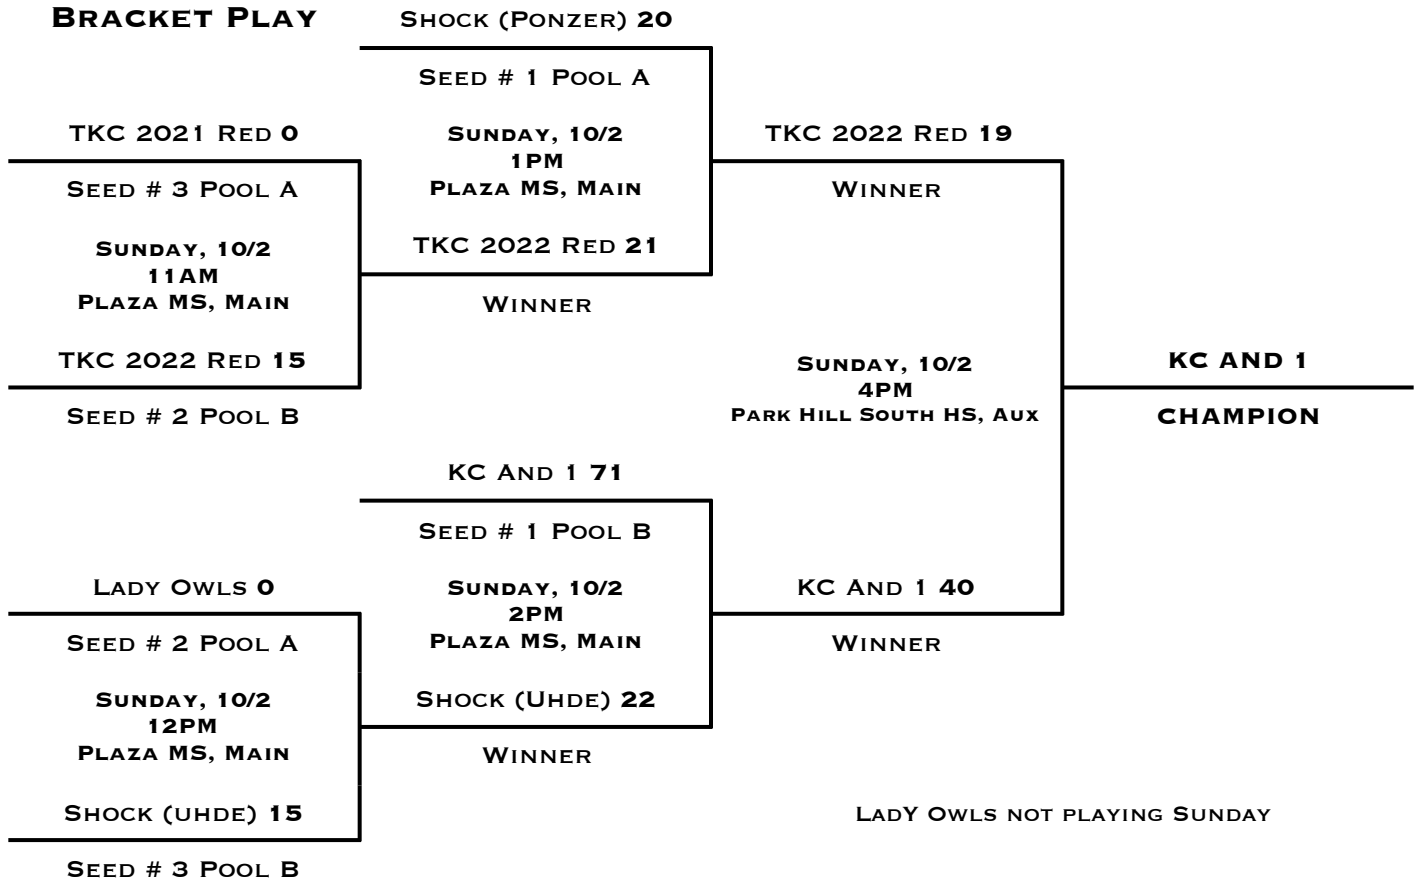 Bracket Play
Shock (Ponzer) 20
Seed # 1 Pool A
TKC 2021 Red 0
Sunday, 10/2
1PM
Plaza MS, Main
TKC 2022 Red 19
Seed # 3 Pool A
Winner
Sunday, 10/2
11AM
Plaza MS, Main
TKC 2022 Red 21
Winner
TKC 2022 Red 15
Seed # 2 Pool B
Sunday, 10/2
4PM
Park Hill South HS, Aux
KC AND 1
CHAMPION
KC And 1 71
Seed # 1 Pool B
Lady Owls 0
Seed # 2 Pool A
Sunday, 10/2
2PM
Plaza MS, Main
KC And 1 40
Winner
Sunday, 10/2
12PM
Plaza MS, Main
Shock (Uhde) 22
Winner
Shock (uhde) 15
Seed # 3 Pool B
LadY Owls not playing Sunday